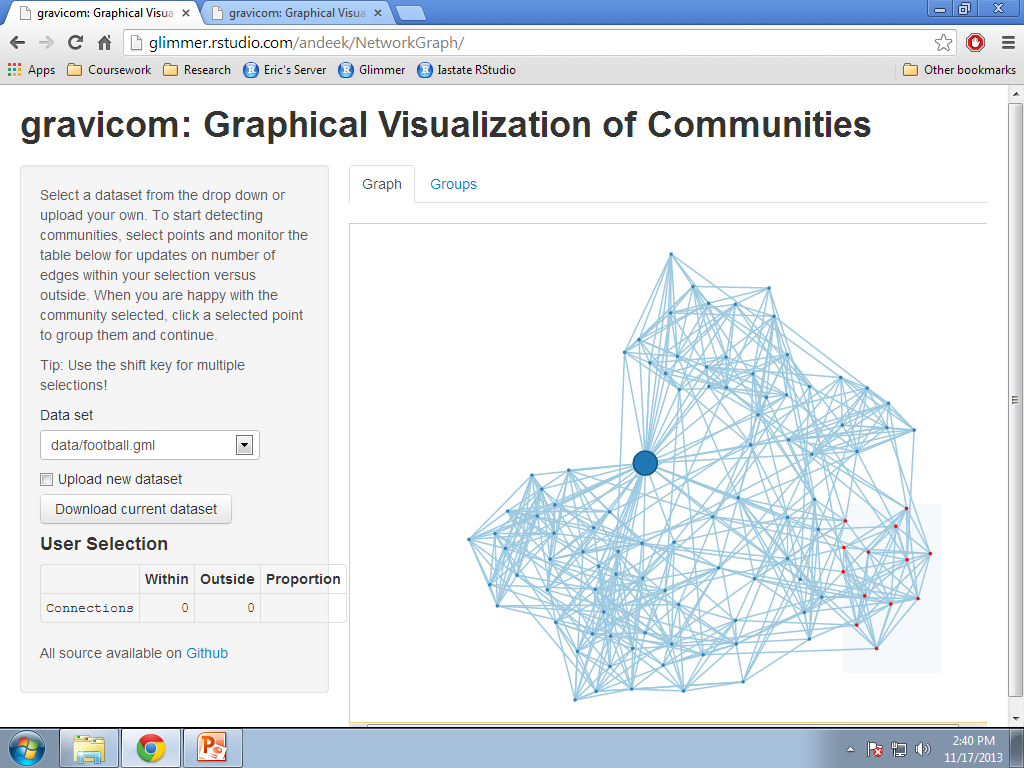 gravicom: Graphical Visua
gravicom: Graphical Visua
glimmer.rstudio.com/andeek/NetworkGraph/
Apps Coursework Research R Eric's Server R Glimmer R Iastate RStudio Other bookmarks
gravicom: Graphical Visualization of Communities
Select a dataset from the drop down or
upload your own. To start detecting
communities, select points and monitor the
table below for updates on number of
edges within your selection versus
outside. When you are happy with the
community selected, click a selected point
to group them and continue.
Tip: Use the shift key for multiple
selections!
Data set
data/football.gml
Upload new dataset
Download current dataset
User Selection
Within Outside Proportion
Connections 0 0
All source available on Github
Graph Groups
P
2:40 PM
11/17/2013